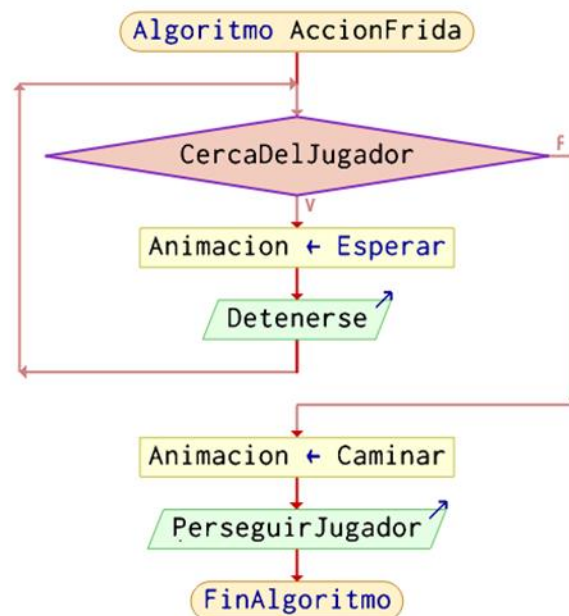 Algoritmo AccionFrida
CercaDelJugador
F
V
Animacion ← Esperar
Detenerse
Animacion ← Caminar
PerseguirJugador
FinAlgoritmo